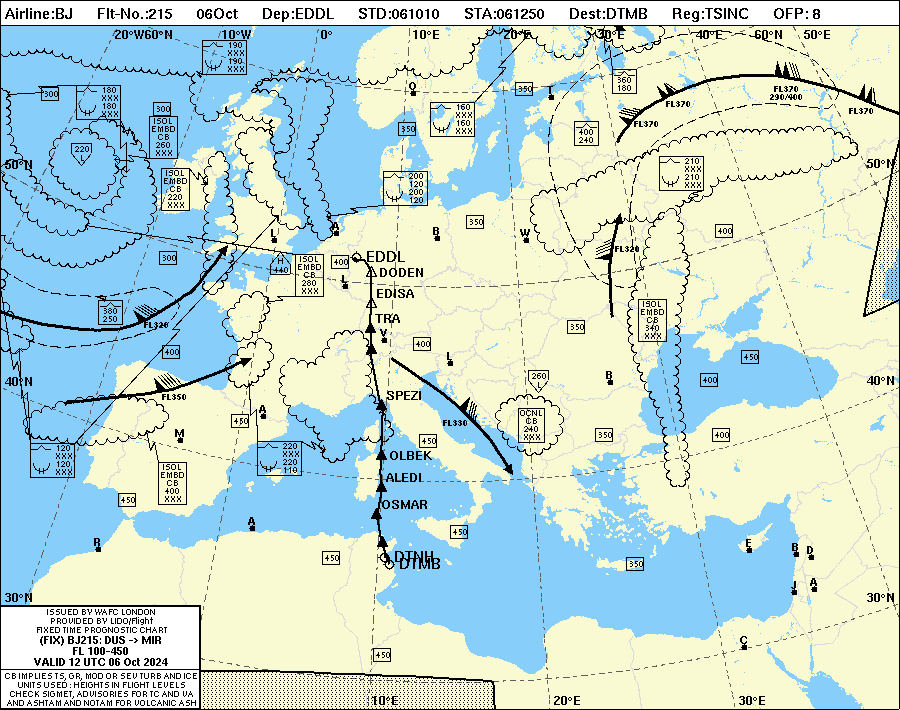 Airline:BJ Flt-No.:215 06Oct Dep:EDDL STD:061010 STA:061250 Dest:DTMB Reg:TSINC OFP: 8
20°W60°N 10°W 0° 10°E 20°E 30°E 40°E 60°N 50°E
190
XXX
190
XXX
300
180
XXX
180
XXX
300
ISOL
EMBD
CB
260
XXX
O
350
T
360
180
FL370
FL370
FL370
290/400
FL370
160
XXX
160
XXX
350
400
240
220
L
50°N
50°N
ISOL
EMBD
CB
220
XXX
200
120
200
120
210
XXX
210
XXX
L
A
B
350
W
400
FL320
300
H
440
ISOL
EMBD
CB
280
XXX
400
EDDL
DODEN
L
EDISA
380
250
FL320
TRA
V
400
350
ISOL
EMBD
CB
340
XXX
450
400
L
FL350
40°N
40°N
260
L
B
400
SPEZI
FL330
OCNL
CB
240
XXX
450
A
M
450
350
400
120
XXX
120
XXX
220
XXX
220
110
OLBEK
ISOL
EMBD
CB
400
XXX
ALEDI
450
OSMAR
A
450
R
450
DTNH
DTMB
350
E
B
D
J
A
30°N
30°N
C
450
10°E
20°E
30°E
ISSUED BY WAFC LONDON
PROVIDED BY LIDO/Flight
FIXED TIME PROGNOSTIC CHART
(FIX) BJ215: DUS -> MIR
FL 100-450
VALID 12 UTC 06 Oct 2024
CB IMPLIES TS, GR, MOD OR SEV TURB AND ICE
UNITS USED : HEIGHTS IN FLIGHT LEVELS
CHECK SIGMET, ADVISORIES FOR TC AND VA
AND ASHTAM AND NOTAM FOR VOLCANIC ASH